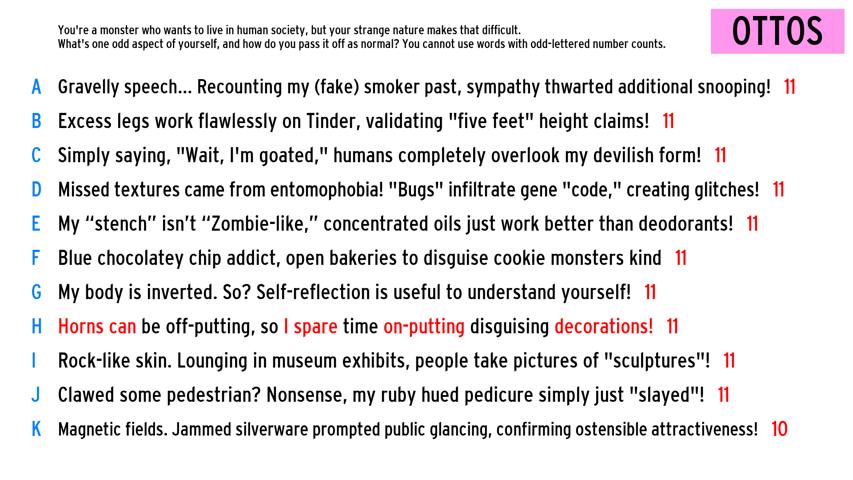 You're a monster who wants to live in human society, but your strange nature makes that difficult.
What's one odd aspect of yourself, and how do you pass it off as normal? You cannot use words with odd-lettered number counts.
OTTOS
A Gravelly speech... Recounting my (fake) smoker past, sympathy thwarted additional snooping! 11
B Excess legs work flawlessly on Tinder, validating "five feet" height claims! 11
C Simply saying, "Wait, I'm goated," humans completely overlook my devilish form! 11
D Missed textures came from entomophobia! "Bugs" infiltrate gene "code," creating glitches! 11
E My “stench” isn’t “Zombie-like,” concentrated oils just work better than deodorants! 11
F Blue chocolatey chip addict, open bakeries to disguise cookie monsters kind 11
G My body is inverted. So? Self-reflection is useful to understand yourself! 11
H Horns can be off-putting, so I spare time on-putting disguising decorations! 11
I Rock-like skin. Lounging in museum exhibits, people take pictures of "sculptures"! 11
J Clawed some pedestrian? Nonsense, my ruby hued pedicure simply just "slayed"! 11
K Magnetic fields. Jammed silverware prompted public glancing, confirming ostensible attractiveness! 10